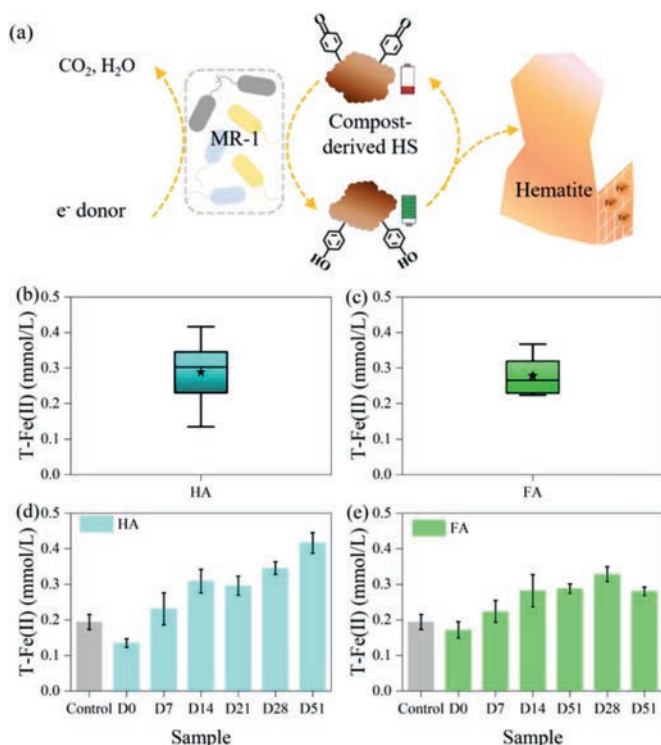 (a)
CO₂, H₂O
e⁻ donor
MR-1
Compost-
derived HS
HO
HO
Hematite
(b)
T-Fe(II) (mmol/L)
0.5
0.4
0.3
0.2
0.1
0.0
HA
(c)
T-Fe(II) (mmol/L)
0.5
0.4
0.3
0.2
0.1
0.0
FA
(d)
HA
T-Fe(II) (mmol/L)
0.5
0.4
0.3
0.2
0.1
0.0
Control D0 D7 D14 D21 D28 D51
Sample
(e)
FA
T-Fe(II) (mmol/L)
0.5
0.4
0.3
0.2
0.1
0.0
Control D0 D7 D14 D51 D28 D51
Sample